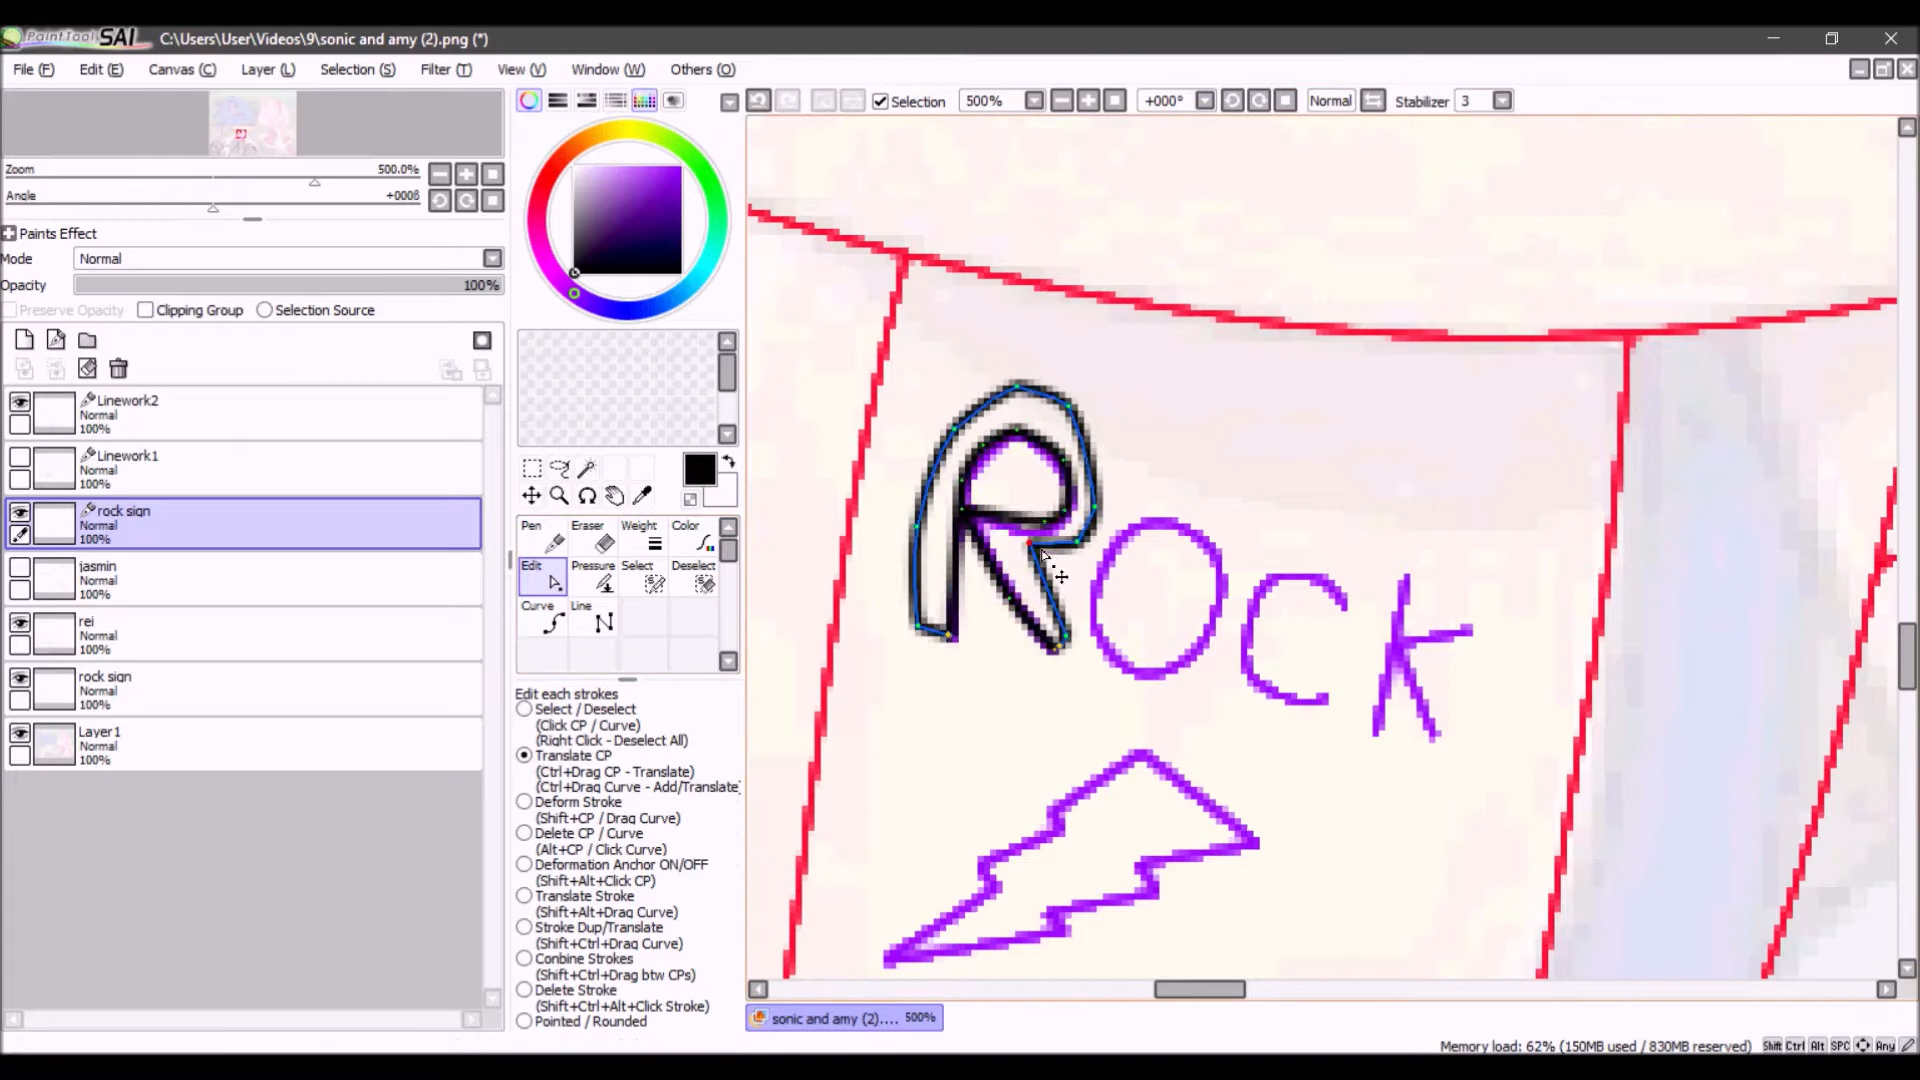 PaintTool SAI C:\Users\User\Videos\9\sonic and amy (2).png (*)
File (F) Edit (E) Canvas (C) Layer (L) Selection (S) Filter (T) View (V) Window (W) Others (O)
Selection 500% +000° Normal Stabilizer 3
Zoom 500.0%
Angle +000ß
Paints Effect
Mode Normal
Opacity 100%
Preserve Opacity Clipping Group Selection Source
Linework2
Normal
100%
Linework1
Normal
100%
rock sign
Normal
100%
jasmin
Normal
100%
rei
Normal
100%
rock sign
Normal
100%
Layer1
Normal
100%
Pen Eraser Weight Color
Edit Pressure Select Deselect
Curve Line
Edit each strokes
Select / Deselect
(Click CP / Curve)
(Right Click - Deselect All)
Translate CP
(Ctrl+Drag CP - Translate)
(Ctrl+Drag Curve - Add/Translate)
Deform Stroke
(Shift+CP / Drag Curve)
Delete CP / Curve
(Alt+CP / Click Curve)
Deformation Anchor ON/OFF
(Shift+Alt+Click CP)
Translate Stroke
(Shift+Alt+Drag Curve)
Stroke Dup/Translate
(Shift+Ctrl+Drag Curve)
Conbine Strokes
(Shift+Ctrl+Drag btw CPs)
Delete Stroke
(Shift+Ctrl+Alt+Click Stroke)
Pointed / Rounded
ROCK
sonic and amy (2).... 500%
Memory load: 62% (150MB used / 830MB reserved) Shift Ctrl Alt SPC Any